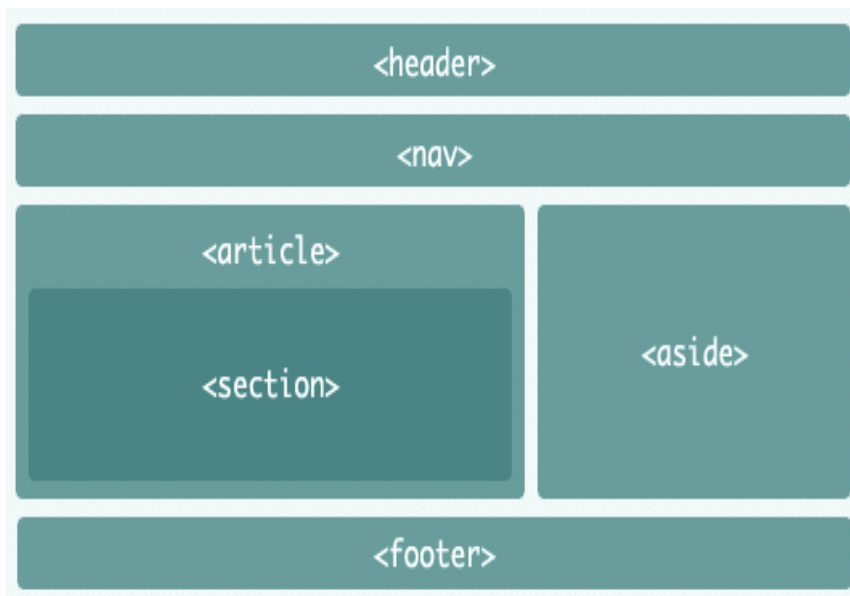 <header>
<nav>
<article>
<section>
<aside>
<footer>